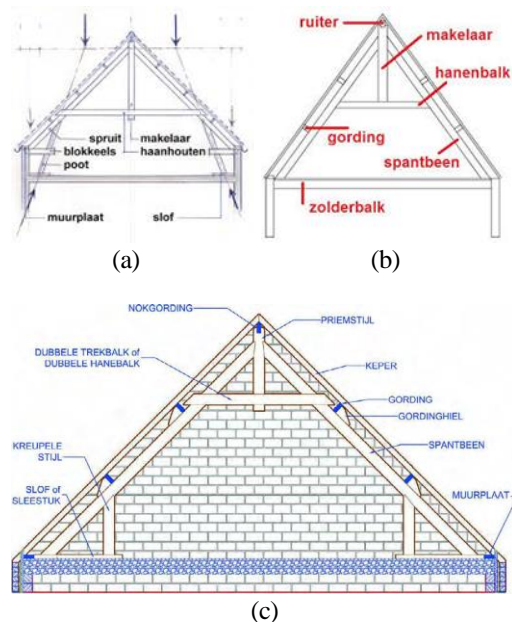 spruit
makelaar
blokkeels
haanhouten
poot
muurplaat
slof
(a)
ruiter
makelaar
hanenbalk
gording
spantbeen
zolderbalk
(b)
NOKGORDING
PRIEMSTIJL
DUBBELE TREKBALK of
DUBBELE HANEBALK
KEPER
GORDING
GORDINGHIEL
KREUPELE
STIJL
SPANTBEEN
SLOF of
SLEESTUK
MUURPLAAT
(c)